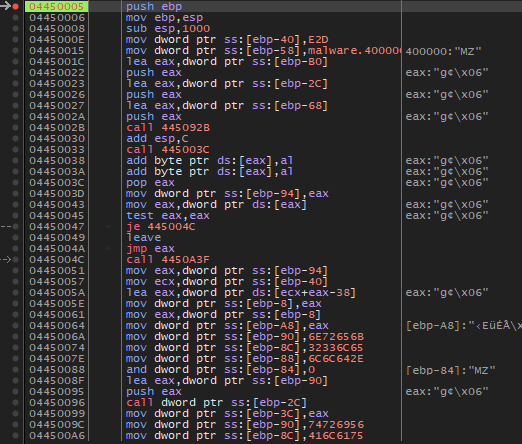 04450005 push ebp
04450006 mov ebp,esp
04450008 sub esp,1000
0445000E mov dword ptr ss:[ebp-40],E2D
04450015 mov dword ptr ss:[ebp-58],malware.400000 400000:"MZ"
0445001C lea eax,dword ptr ss:[ebp-B0]
04450022 push eax eax:"g¢\x06"
04450023 lea eax,dword ptr ss:[ebp-2C]
04450026 push eax eax:"g¢\x06"
04450027 lea eax,dword ptr ss:[ebp-68]
0445002A push eax eax:"g¢\x06"
0445002B call 445092B
04450030 add esp,C
04450033 call 445003C
04450038 add byte ptr ds:[eax],al eax:"g¢\x06"
0445003A add byte ptr ds:[eax],al eax:"g¢\x06"
0445003C pop eax eax:"g¢\x06"
0445003D mov dword ptr ss:[ebp-94],eax
04450043 mov eax,dword ptr ds:[eax] eax:"g¢\x06"
04450045 test eax,eax eax:"g¢\x06"
04450047 je 445004C
04450049 leave
0445004A jmp eax
0445004C call 4450A3F
04450051 mov eax,dword ptr ss:[ebp-94]
04450057 mov ecx,dword ptr ss:[ebp-40]
0445005A lea eax,dword ptr ds:[ecx+eax-38] eax:"g¢\x06"
0445005E mov dword ptr ss:[ebp-8],eax
04450061 mov eax,dword ptr ss:[ebp-8]
04450064 mov dword ptr ss:[ebp-A8],eax
0445006A mov dword ptr ss:[ebp-90],6E72656B
04450074 mov dword ptr ss:[ebp-8C],32336C65
0445007E mov dword ptr ss:[ebp-88],6C6C642E
04450088 and dword ptr ss:[ebp-84],0 [ebp-84]:"MZ"
0445008F lea eax,dword ptr ss:[ebp-90]
04450095 push eax eax:"g¢\x06"
04450096 call dword ptr ss:[ebp-2C]
04450099 mov dword ptr ss:[ebp-3C],eax
0445009C mov dword ptr ss:[ebp-90],74726956
044500A6 mov dword ptr ss:[ebp-8C],416C6175